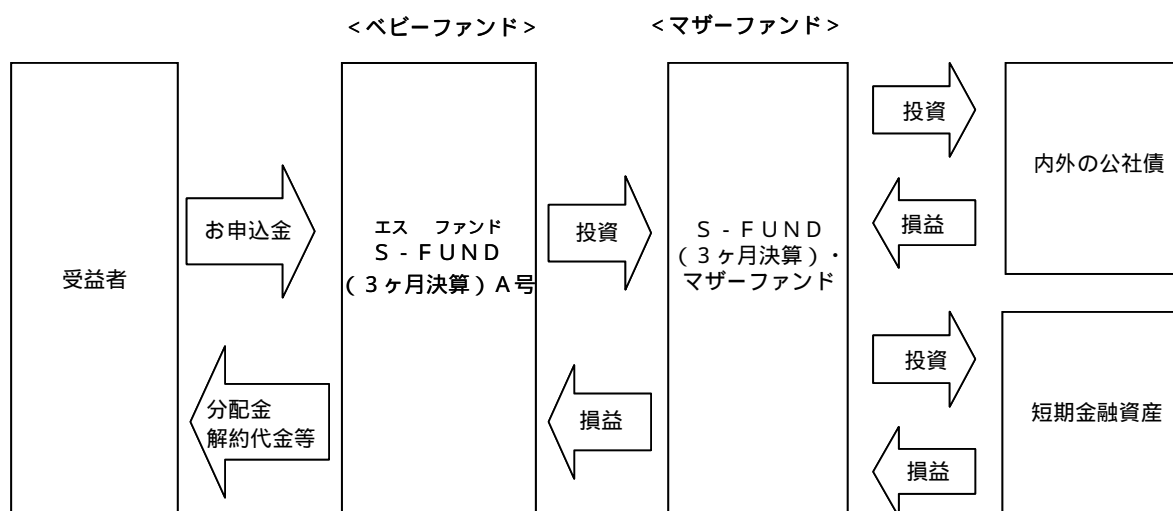 ＜ベビーファンド＞
＜マザーファンド＞
受益者
お申込金
分配金
解約代金等
エス ファンド
Ｓ-ＦＵＮＤ
（３ヶ月決算）Ａ号
投資
損益
Ｓ-ＦＵＮＤ
（３ヶ月決算）・
マザーファンド
投資
損益
内外の公社債
投資
損益
短期金融資産